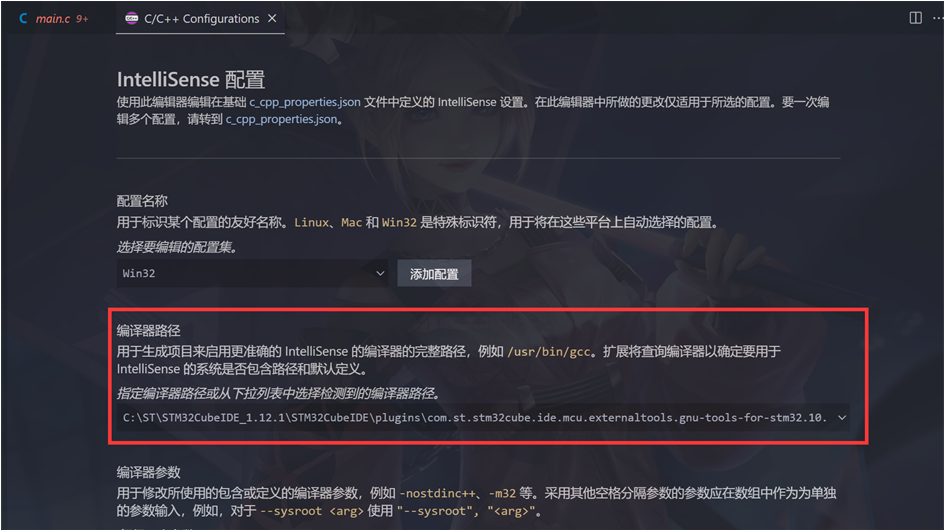 main.c 9+
C/C++ Configurations
IntelliSense 配置
使用此编辑器编辑在基础 c_cpp_properties.json 文件中定义的 IntelliSense 设置。在此编辑器中所做的更改仅适用于所选的配置。要一次编
辑多个配置，请转到 c_cpp_properties.json。
配置名称
用于标识某个配置的友好名称。Linux、Mac 和 Win32 是特殊标识符，用于将在这些平台上自动选择的配置。
选择要编辑的配置集。
Win32
添加配置
编译器路径
用于生成项目来启用更准确的 IntelliSense 的编译器的完整路径，例如 /usr/bin/gcc。扩展将查询编译器以确定要用于
IntelliSense 的系统是否包含路径和默认定义。
指定编译器路径或从下拉列表中选择检测到的编译器路径。
C:\ST\STM32CubeIDE_1.12.1\STM32CubeIDE\plugins\com.st.stm32cube.ide.mcu.externaltools.gnu-tools-for-stm32.10.
编译器参数
用于修改所使用的包含或定义的编译器参数，例如 -nostdinc++、-m32 等。采用其他空格分隔参数的参数应在数组中作作为单独
的参数输入，例如，对于 --sysroot <arg> 使用 "--sysroot", "<arg>"。